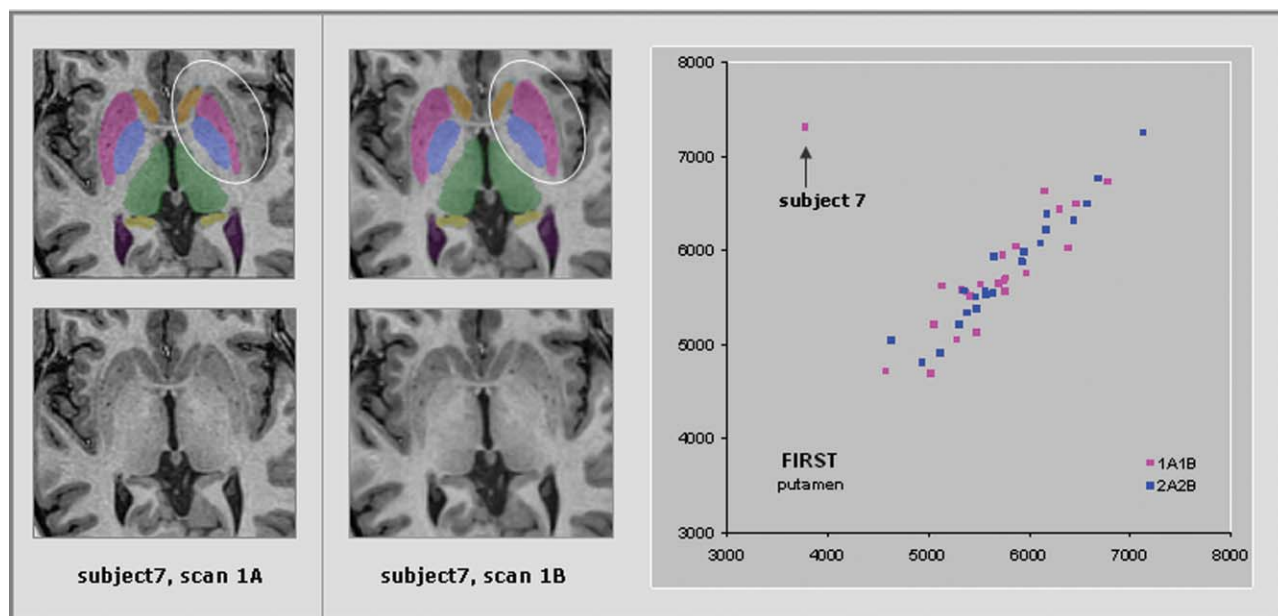 subject7, scan 1A
subject7, scan 1B
8000
7000
6000
5000
4000
3000
3000 4000 5000 6000 7000 8000
subject 7
FIRST
putamen
1A1B
2A2B